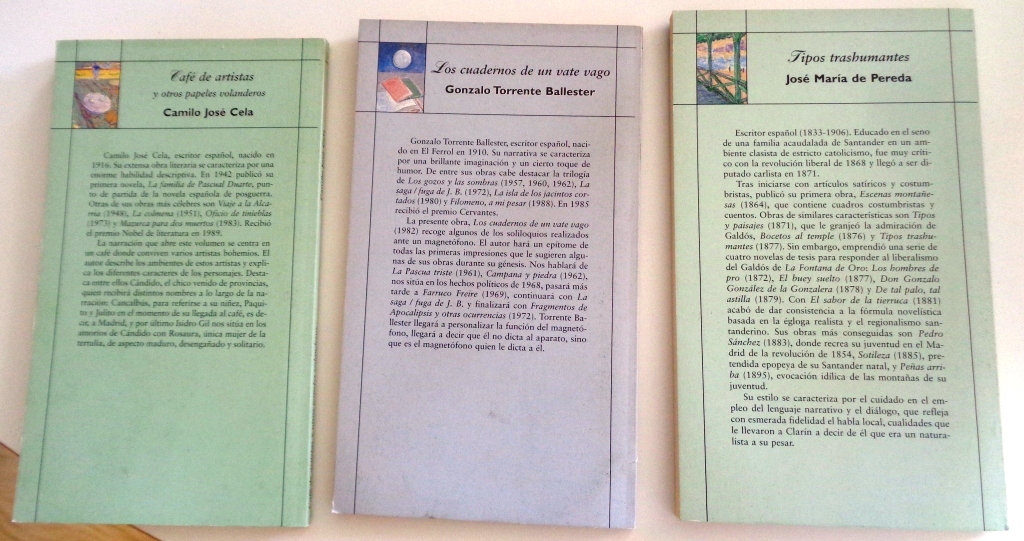 Café de artistas
y otros papeles volanderos
Camilo José Cela
Camilo José Cela, escritor español, nacido en
1916. Su extensa obra literaria se caracteriza por una
enorme habilidad descriptiva. En 1942 publicó su
primera novela, La familia de Pascual Duarte, pun-
to de partida de la novela española de posguerra.
Otras de sus obras más célebres son Viaje a la Alca-
rria (1948), La colmena (1951), Oficio de tinieblas
(1973) y Mazurca para dos muertos (1983). Recibió
el premio Nobel de literatura en 1989.
La narración que abre este volumen se centra en
un café donde conviven varios artistas bohemios. El
autor describe los ambientes de estos artistas y expli-
ca los diferentes caracteres de los personajes. Desta-
ca entre ellos Cándido, el chico venido de provincias,
quien recibirá distintos nombres a lo largo de la na-
rración: Cancalbús, para referirse a su niñez, Paqui-
to y Julito en el momento de su llegada al café, es de-
cir, a Madrid, y por último Isidro Gil nos sitúa en los
amoríos de Cándido con Rosaura, única mujer de la
tertulia, de aspecto maduro, desengañado y solitario.
Los cuadernos de un vate vago
Gonzalo Torrente Ballester
Gonzalo Torrente Ballester, escritor español, naci-
do en El Ferrol en 1910. Su narrativa se caracteriza
por una brillante imaginación y un cierto toque de
humor. De entre sus obras cabe destacar la trilogía
de Los gozos y las sombras (1957, 1960, 1962), La
saga / fuga de J. B. (1972), La isla de los jacintos cor-
tados (1980) y Filomeno, a mi pesar (1988). En 1985
recibió el premio Cervantes.
La presente obra, Los cuadernos de un vate vago
(1982) recoge algunos de los soliloquios realizados
ante un magnetófono. El autor hará un epítome de
todas las primeras impresiones que le sugieren algu-
nas de sus obras durante su génesis. Nos hablará de
La Pascua triste (1961), Campana y piedra (1962),
nos sitúa en los hechos políticos de 1968, pasará más
tarde a Farruco Freire (1969), continuará con La
saga / fuga de J. B. y finalizará con Fragmentos de
Apocalipsis y otras ocurrencias (1972). Torrente Ba-
llester llegará a personalizar la función del magnetó-
fono, llegará a decir que él no dicta al aparato, sino
que es el magnetófono quien le dicta a él.
Tipos trashumantes
José María de Pereda
Escritor español (1833-1906). Educado en el seno
de una familia acaudalada de Santander en un am-
biente clasista de estricto catolicismo, fue muy críti-
co con la revolución liberal de 1868 y llegó a ser di-
putado carlista en 1871.
Tras iniciarse con artículos satíricos y costum-
bristas, publicó su primera obra, Escenas montañe-
sas (1864), que contiene cuadros costumbristas y
cuentos. Obras de similares características son Tipos
y paisajes (1871), que le granjeó la admiración de
Galdós, Bocetos al temple (1876) y Tipos trashu-
mantes (1877). Sin embargo, emprendió una serie de
cuatro novelas de tesis para responder al liberalismo
del Galdós de La Fontana de Oro: Los hombres de
pro (1872), El buey suelto (1877), Don Gonzalo
González de la Gonzalera (1878) y De tal palo, tal
astilla (1879). Con El sabor de la tierruca (1881)
acabó de dar consistencia a la fórmula novelística
basada en la égloga realista y el regionalismo san-
tanderino. Sus obras más conseguidas son Pedro
Sánchez (1883), donde recrea su juventud en el Ma-
drid de la revolución de 1854, Sotileza (1885), pre-
tendida epopeya de su Santander natal, y Peñas arri-
ba (1895), evocación idílica de las montañas de su
juventud.
Su estilo se caracteriza por el cuidado en el em-
pleo del lenguaje narrativo y el diálogo, que refleja
con esmerada fidelidad el habla local, cualidades que
le llevaron a Clarín a decir de él que era un natura-
lista a su pesar.